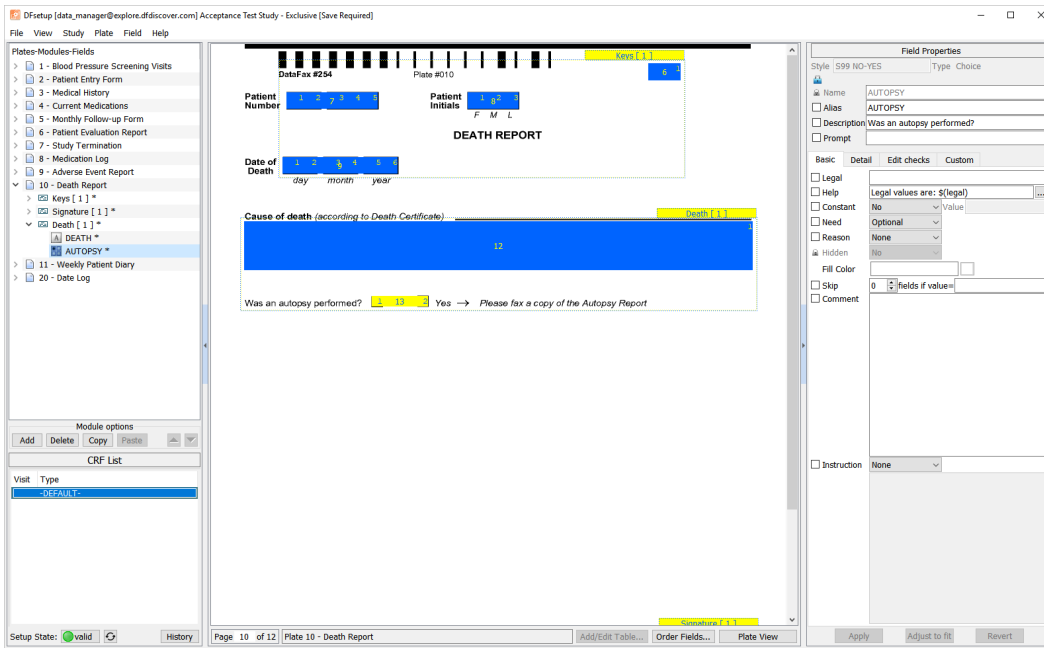 DFsetup [data_manager@explore.dfdiscover.com] Acceptance Test Study - Exclusive [Save Required]
File View Study Plate Field Help
Plates-Modules-Fields
1 - Blood Pressure Screening Visits
2 - Patient Entry Form
3 - Medical History
4 - Current Medications
5 - Monthly Follow-up Form
6 - Patient Evaluation Report
7 - Study Termination
8 - Medication Log
9 - Adverse Event Report
10 - Death Report
Keys [ 1 ] *
Signature [ 1 ] *
Death [ 1 ] *
A DEATH *
AUTOPSY *
11 - Weekly Patient Diary
20 - Date Log
Module options
Add Delete Copy Paste
CRF List
Visit Type
-DEFAULT-
Setup State: valid History
Keys [ 1 ]
DataFax #254 Plate #010
6 1
Patient Number 1 2 7 3 4 5
Patient Initials 1 8 2 3
F M L
DEATH REPORT
Date of Death 1 2 3 9 4 5 6
day month year
Cause of death (according to Death Certificate)
Death [ 1 ]
1
12
Was an autopsy performed? 1 13 2 Yes → Please fax a copy of the Autopsy Report
Signature [ 1 ]
Page 10 of 12 Plate 10 - Death Report Add/Edit Table... Order Fields... Plate View
Field Properties
Style S99 NO-YES Type Choice
Name AUTOPSY
Alias AUTOPSY
Description Was an autopsy performed?
Prompt
Basic Detail Edit checks Custom
Legal
Help Legal values are: $(legal) ...
Constant No Value
Need Optional
Reason None
Hidden No
Fill Color
Skip 0 fields if value=
Comment
Instruction None
Apply Adjust to fit Revert